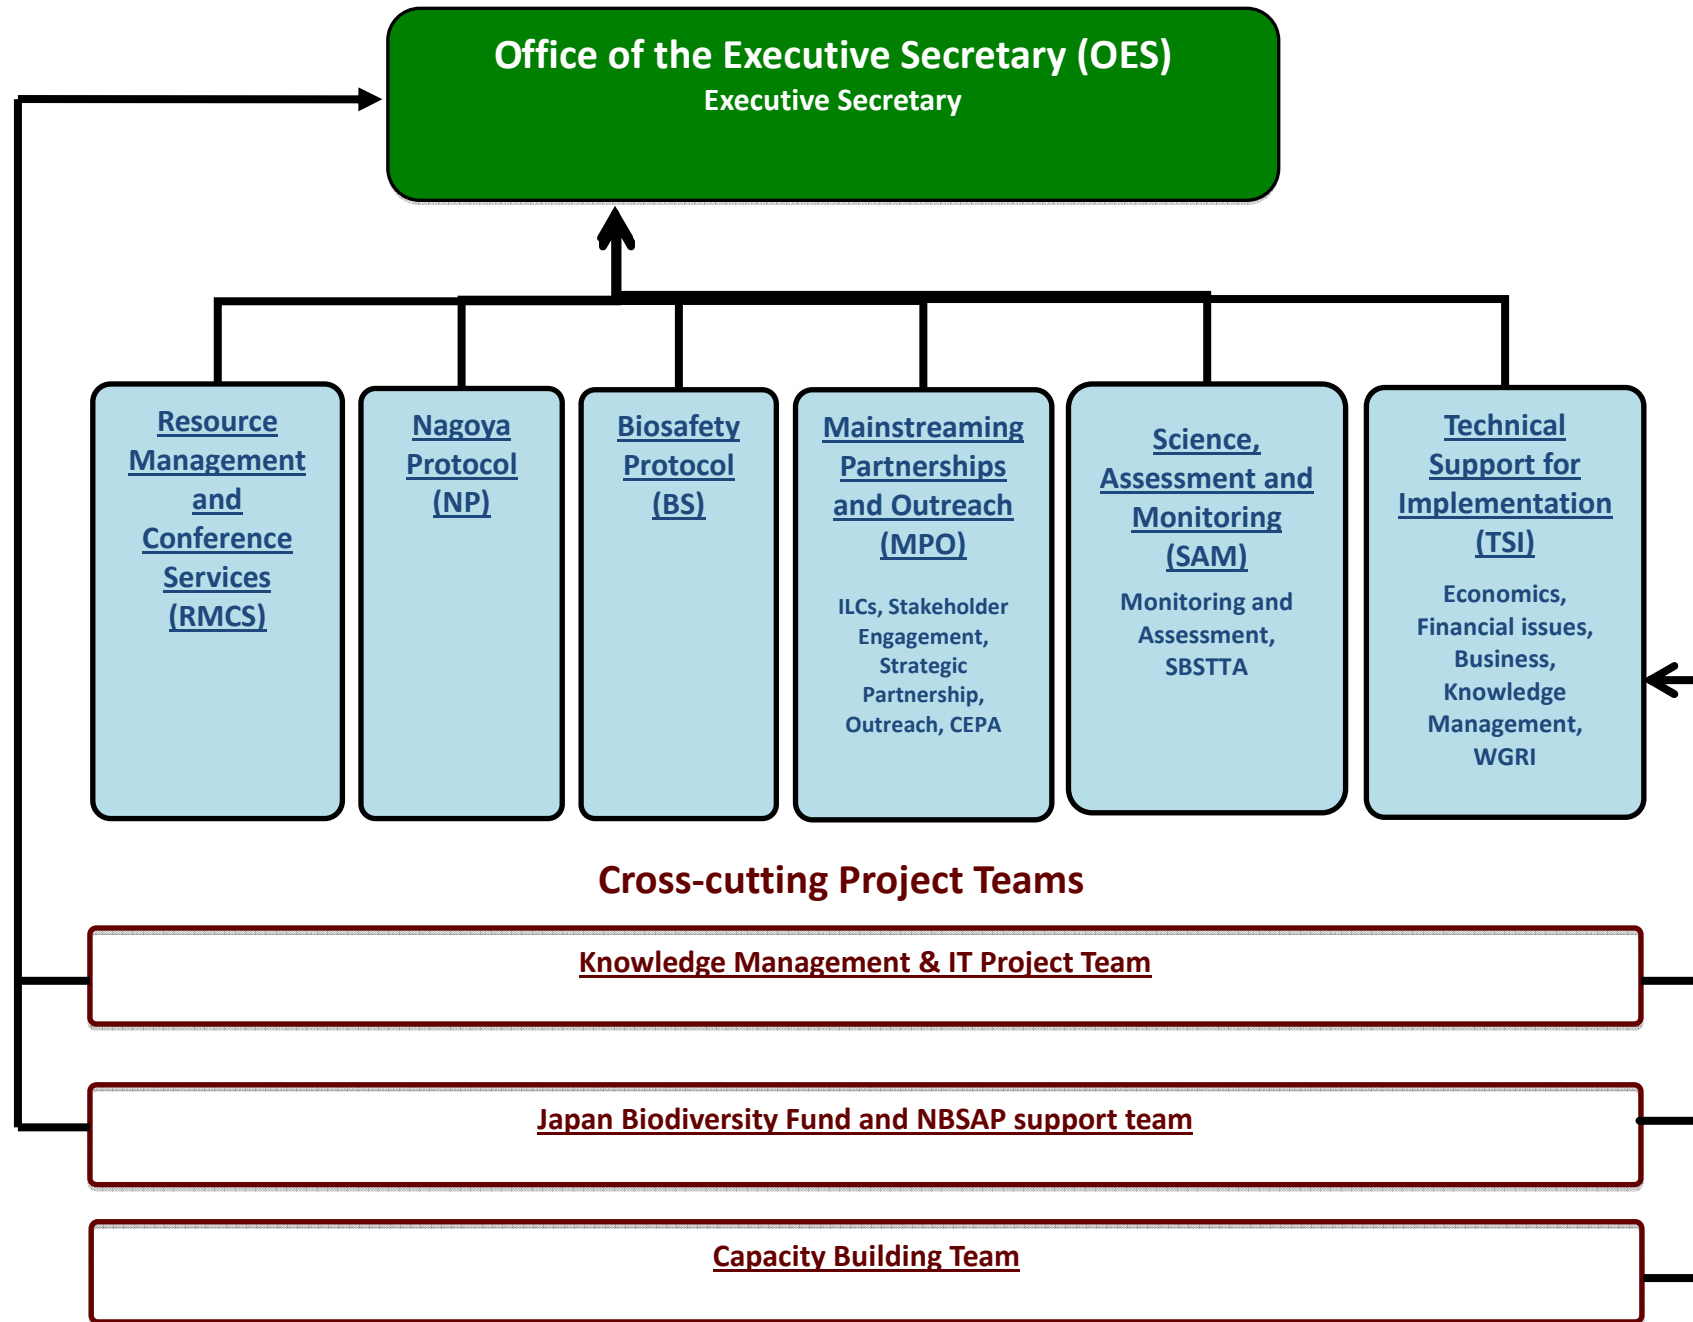 Office of the Executive Secretary (OES)
Executive Secretary
Resource
Management
and
Conference
Services
(RMCS)
Nagoya
Protocol
(NP)
Biosafety
Protocol
(BS)
Mainstreaming
Partnerships
and Outreach
(MPO)
ILCs, Stakeholder
Engagement,
Strategic
Partnership,
Outreach, CEPA
Science,
Assessment and
Monitoring
(SAM)
Monitoring and
Assessment,
SBSTTA
Technical
Support for
Implementation
(TSI)
Economics,
Financial issues,
Business,
Knowledge
Management,
WGRI
Cross-cutting Project Teams
Knowledge Management & IT Project Team
Japan Biodiversity Fund and NBSAP support team
Capacity Building Team